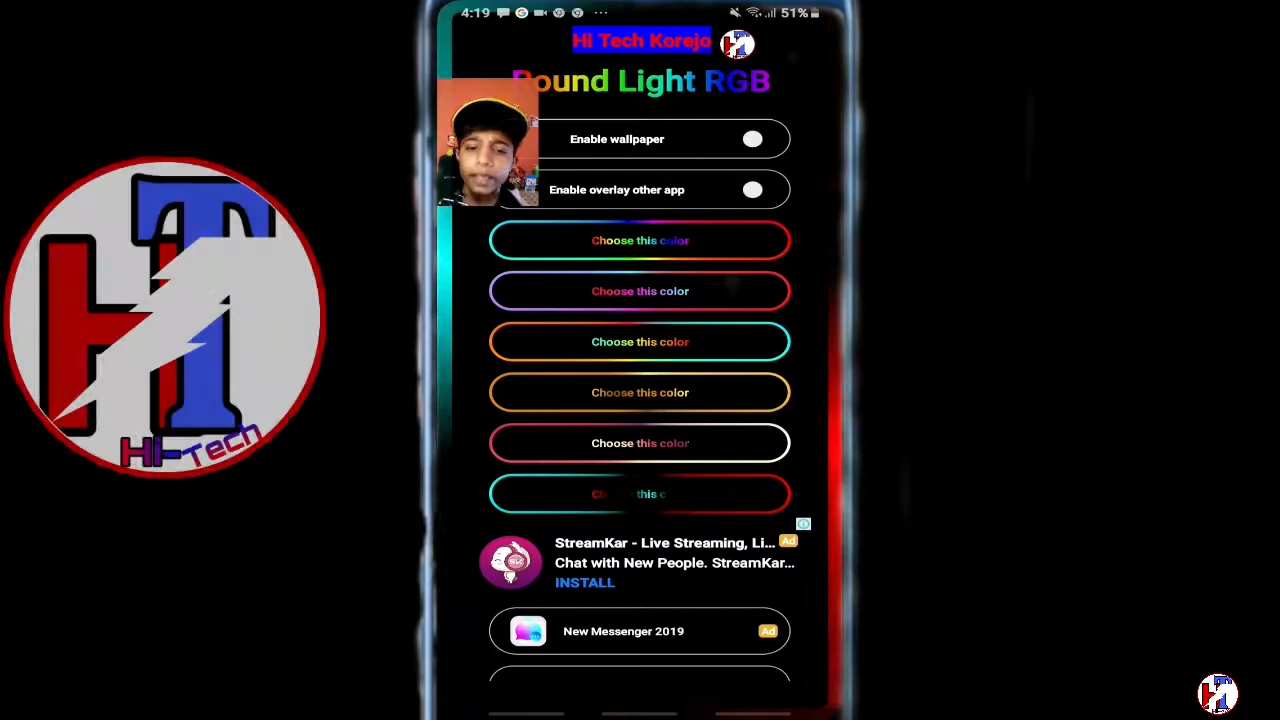 4:19
51%
Hi Tech Korejo
Round Light RGB
Enable wallpaper
Enable overlay other app
Choose this color
Choose this color
Choose this color
Choose this color
Choose this color
this c
StreamKar - Live Streaming, Li...
Ad
Chat with New People. StreamKar...
INSTALL
New Messenger 2019
Ad
HT
Hi-Tech